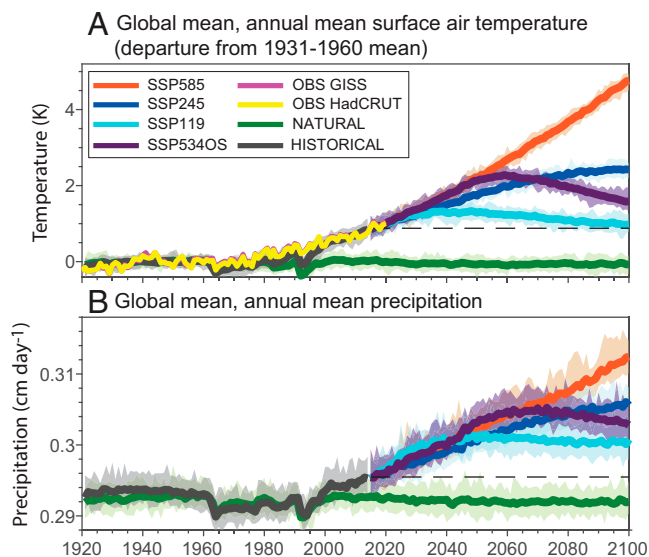 A Global mean, annual mean surface air temperature
(departure from 1931-1960 mean)
Temperature (K)
4
2
0
SSP585
SSP245
SSP119
SSP534OS
OBS GISS
OBS HadCRUT
NATURAL
HISTORICAL
B Global mean, annual mean precipitation
Precipitation (cm day-1)
0.31
0.3
0.29
1920 1940 1960 1980 2000 2020 2040 2060 2080 2100